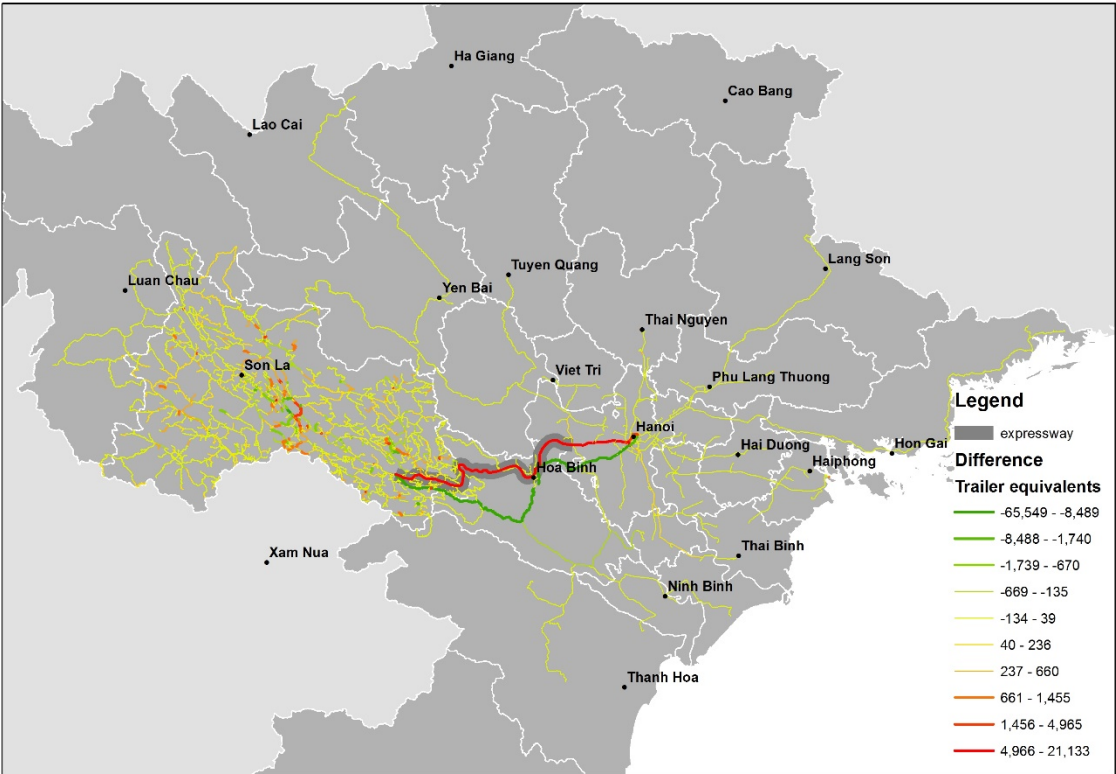 Ha Giang
Cao Bang
Lao Cai
Lang Son
Tuyen Quang
Luan Chau
Yen Bai
Thai Nguyen
Son La
Viet Tri
Phu Lang Thuong
Hanoi
Hai Duong
Hon Gai
Haiphong
Hoa Binh
Xam Nua
Thai Binh
Ninh Binh
Thanh Hoa
Legend
expressway
Difference
Trailer equivalents
-65,549 - -8,489
-8,488 - -1,740
-1,739 - -670
-669 - -135
-134 - 39
40 - 236
237 - 660
661 - 1,455
1,456 - 4,965
4,966 - 21,133